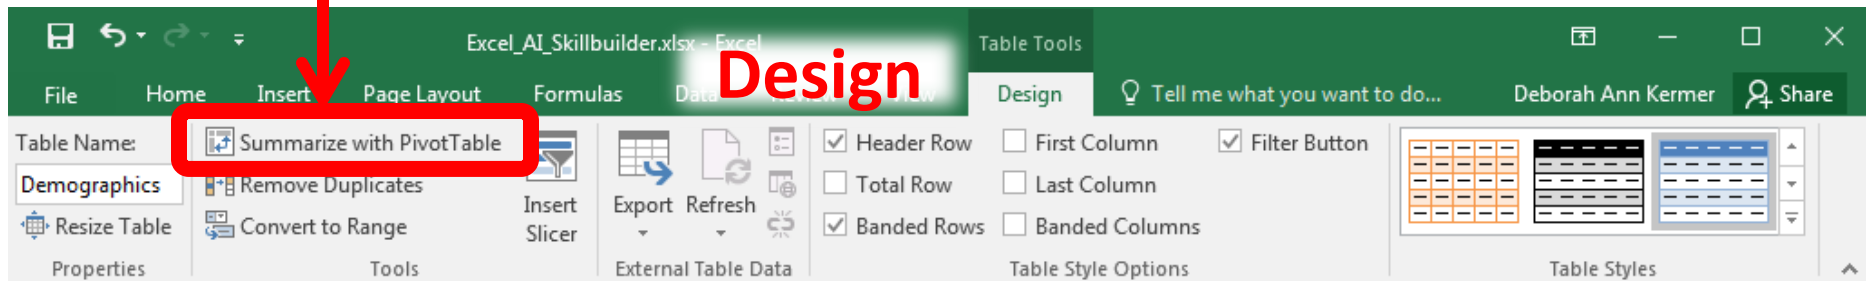 Excel_AI_Skillbuilder.xlsx - Excel
Table Tools
Design
File Home Insert Page Layout Formulas Data Review View Design Tell me what you want to do... Deborah Ann Kermer Share
Table Name:
Demographics
Resize Table
Properties
Summarize with PivotTable
Remove Duplicates
Convert to Range
Tools
Insert
Slicer
Export
Refresh
External Table Data
Header Row
First Column
Filter Button
Total Row
Last Column
Banded Rows
Banded Columns
Table Style Options
Table Styles